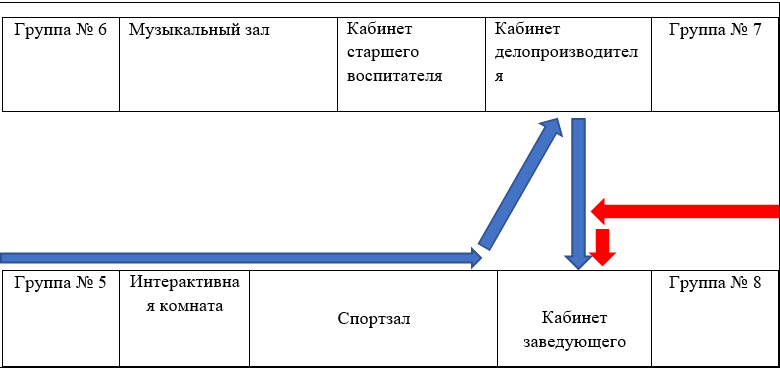 Группа № 6
Музыкальный зал
Кабинет
старшего
воспитателя
Кабинет
делопроизводител
я
Группа № 7
Группа № 5
Интерактивна
я комната
Спортзал
Кабинет
заведующего
Группа № 8